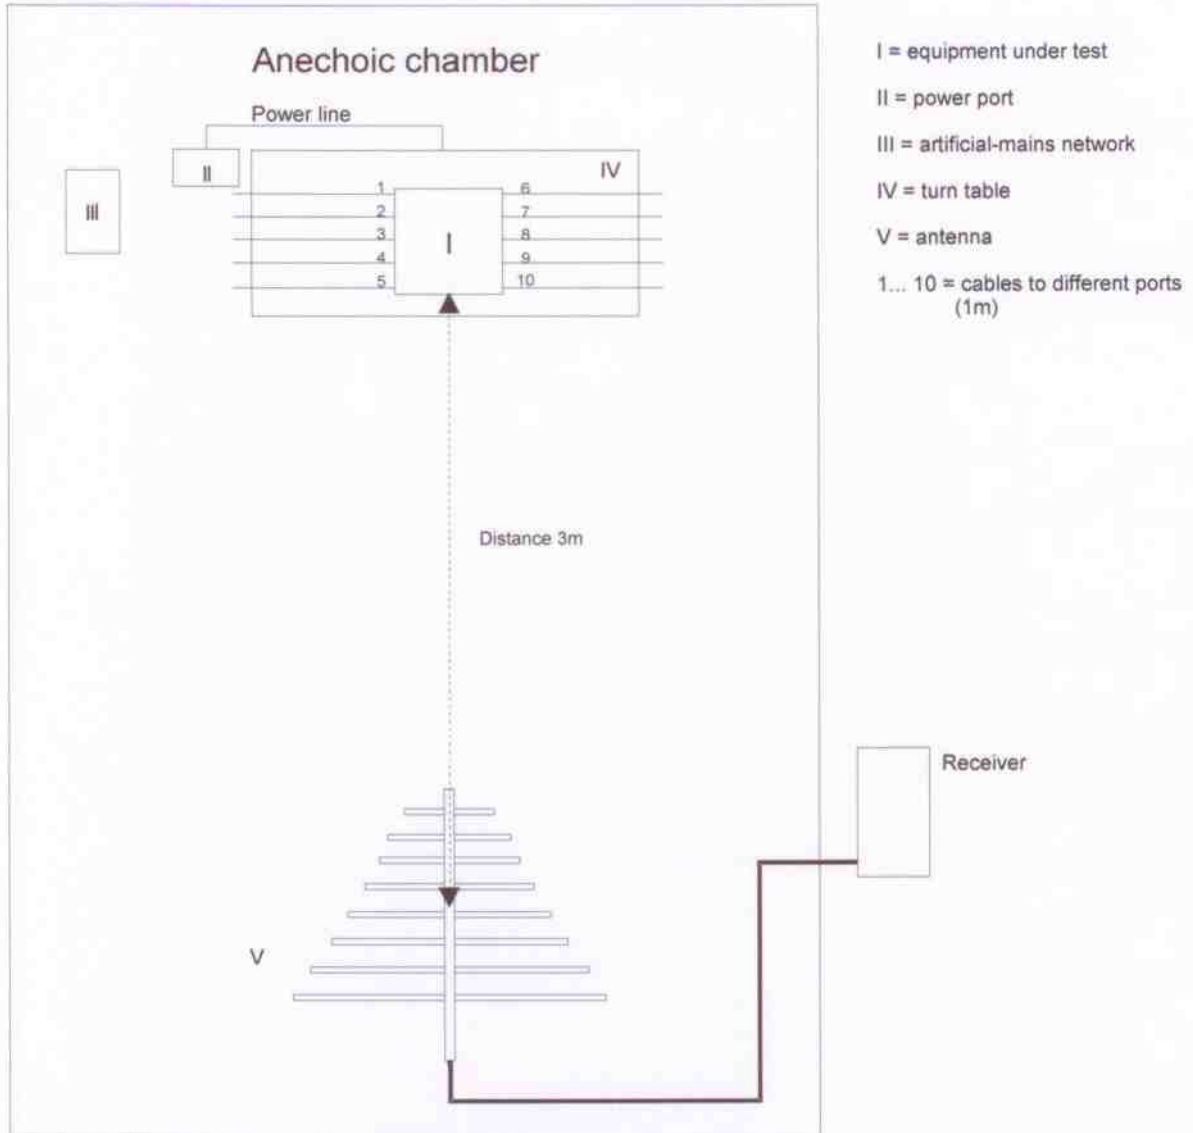 Anechoic chamber
Power line
II
III
IV
1
2
3
4
5
I
6
7
8
9
10
Distance 3m
V
Receiver
I = equipment under test
II = power port
III = artificial-mains network
IV = turn table
V = antenna
1... 10 = cables to different ports
(1m)